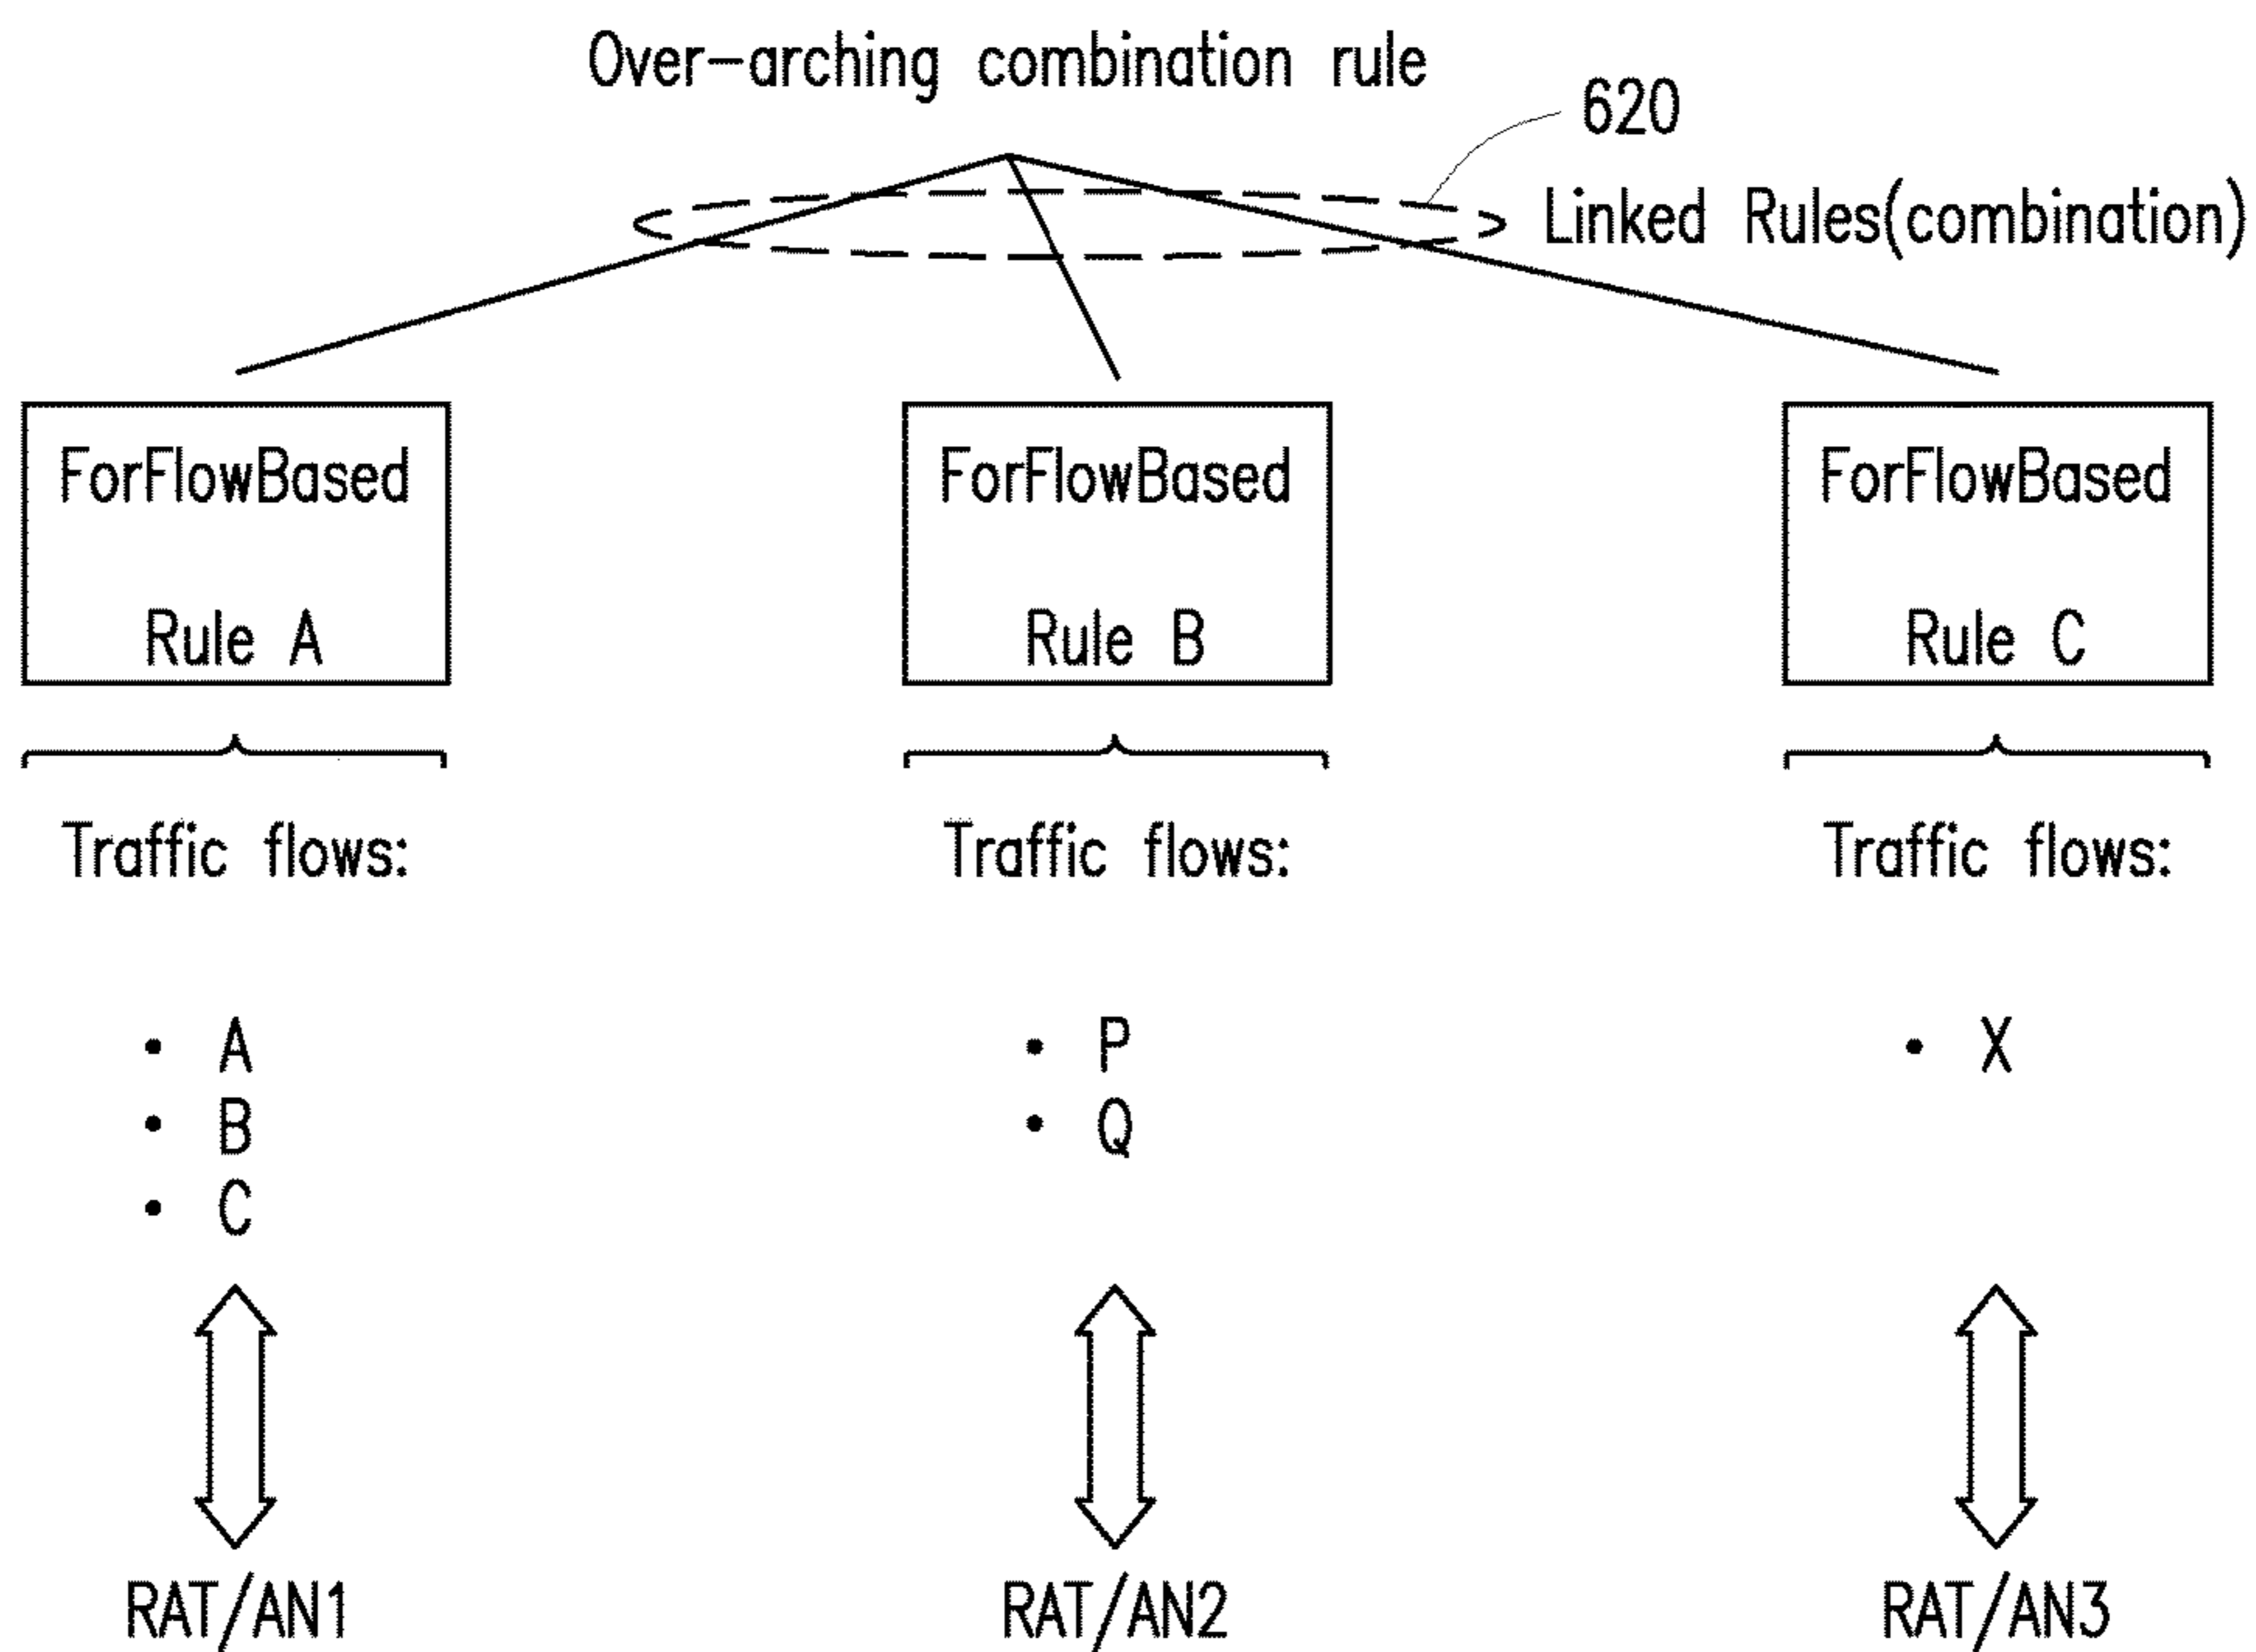 Over-arching combination rule
620
Linked Rules(combination)
ForFlowBased
Rule A
ForFlowBased
Rule B
ForFlowBased
Rule C
Traffic flows:
Traffic flows:
Traffic flows:
• A
• B
• C
• P
• Q
• X
RAT/AN1
RAT/AN2
RAT/AN3